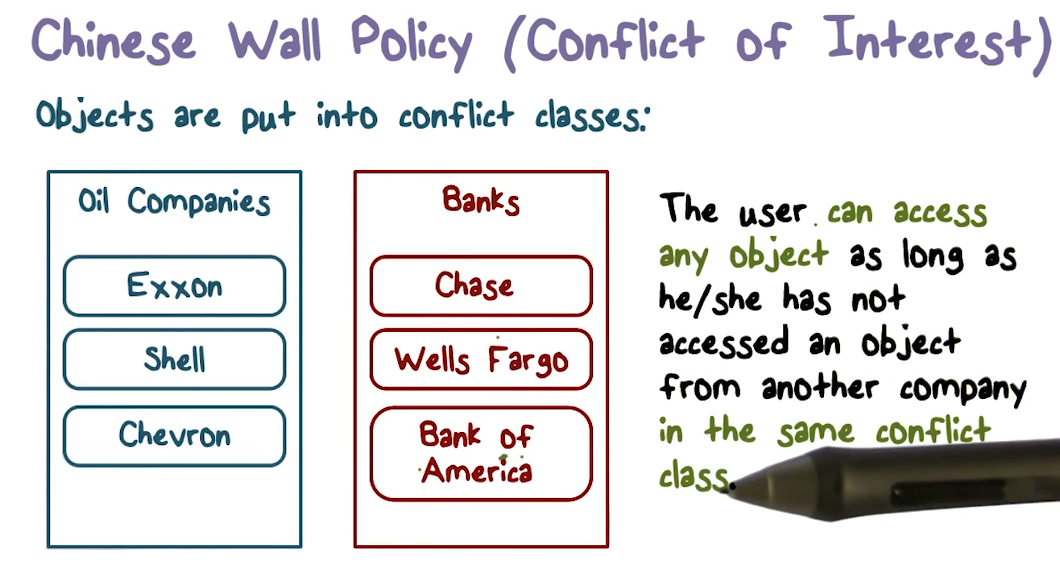 Chinese Wall Policy (Conflict of Interest)
Objects are put into conflict classes:
Oil Companies
Exxon
Shell
Chevron
Banks
Chase
Wells Fargo
Bank of
America
The user can access
any object as long as
he/she has not
accessed an object
from another company
in the same conflict
class.